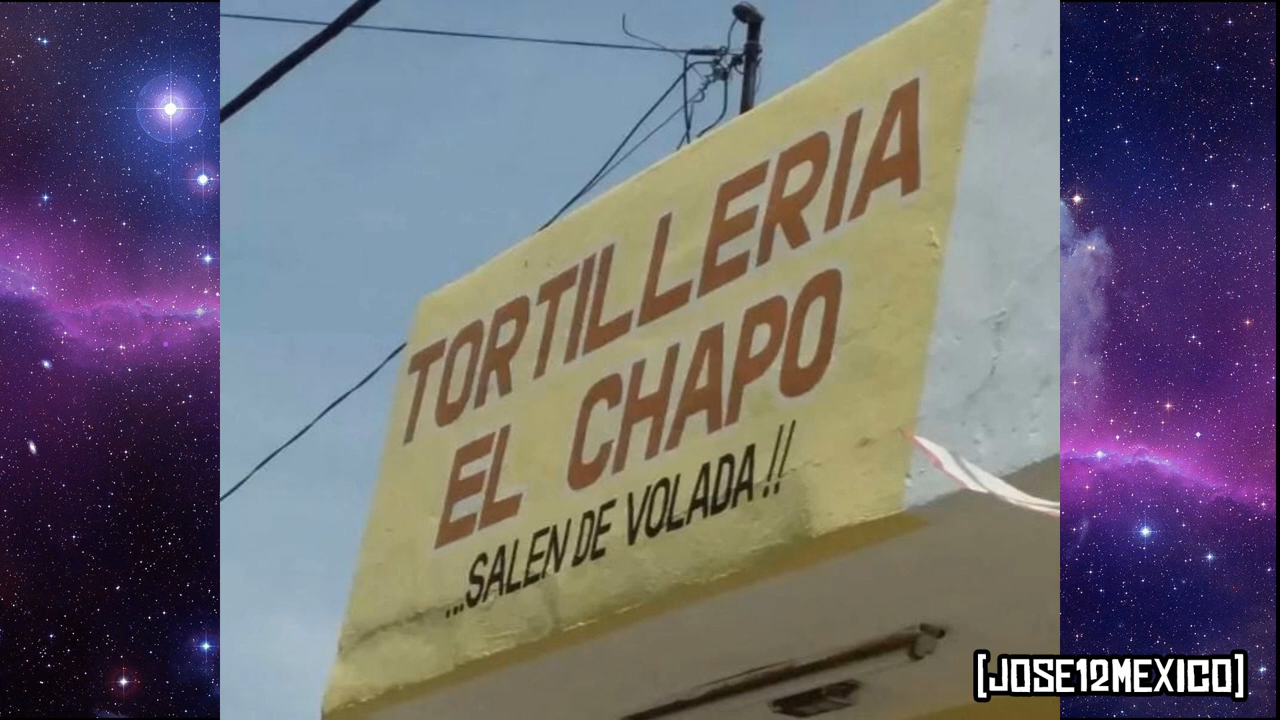 TORTILLERIA
EL CHAPO
...SALEN DE VOLADA!!
[JOSE12MEXICO]